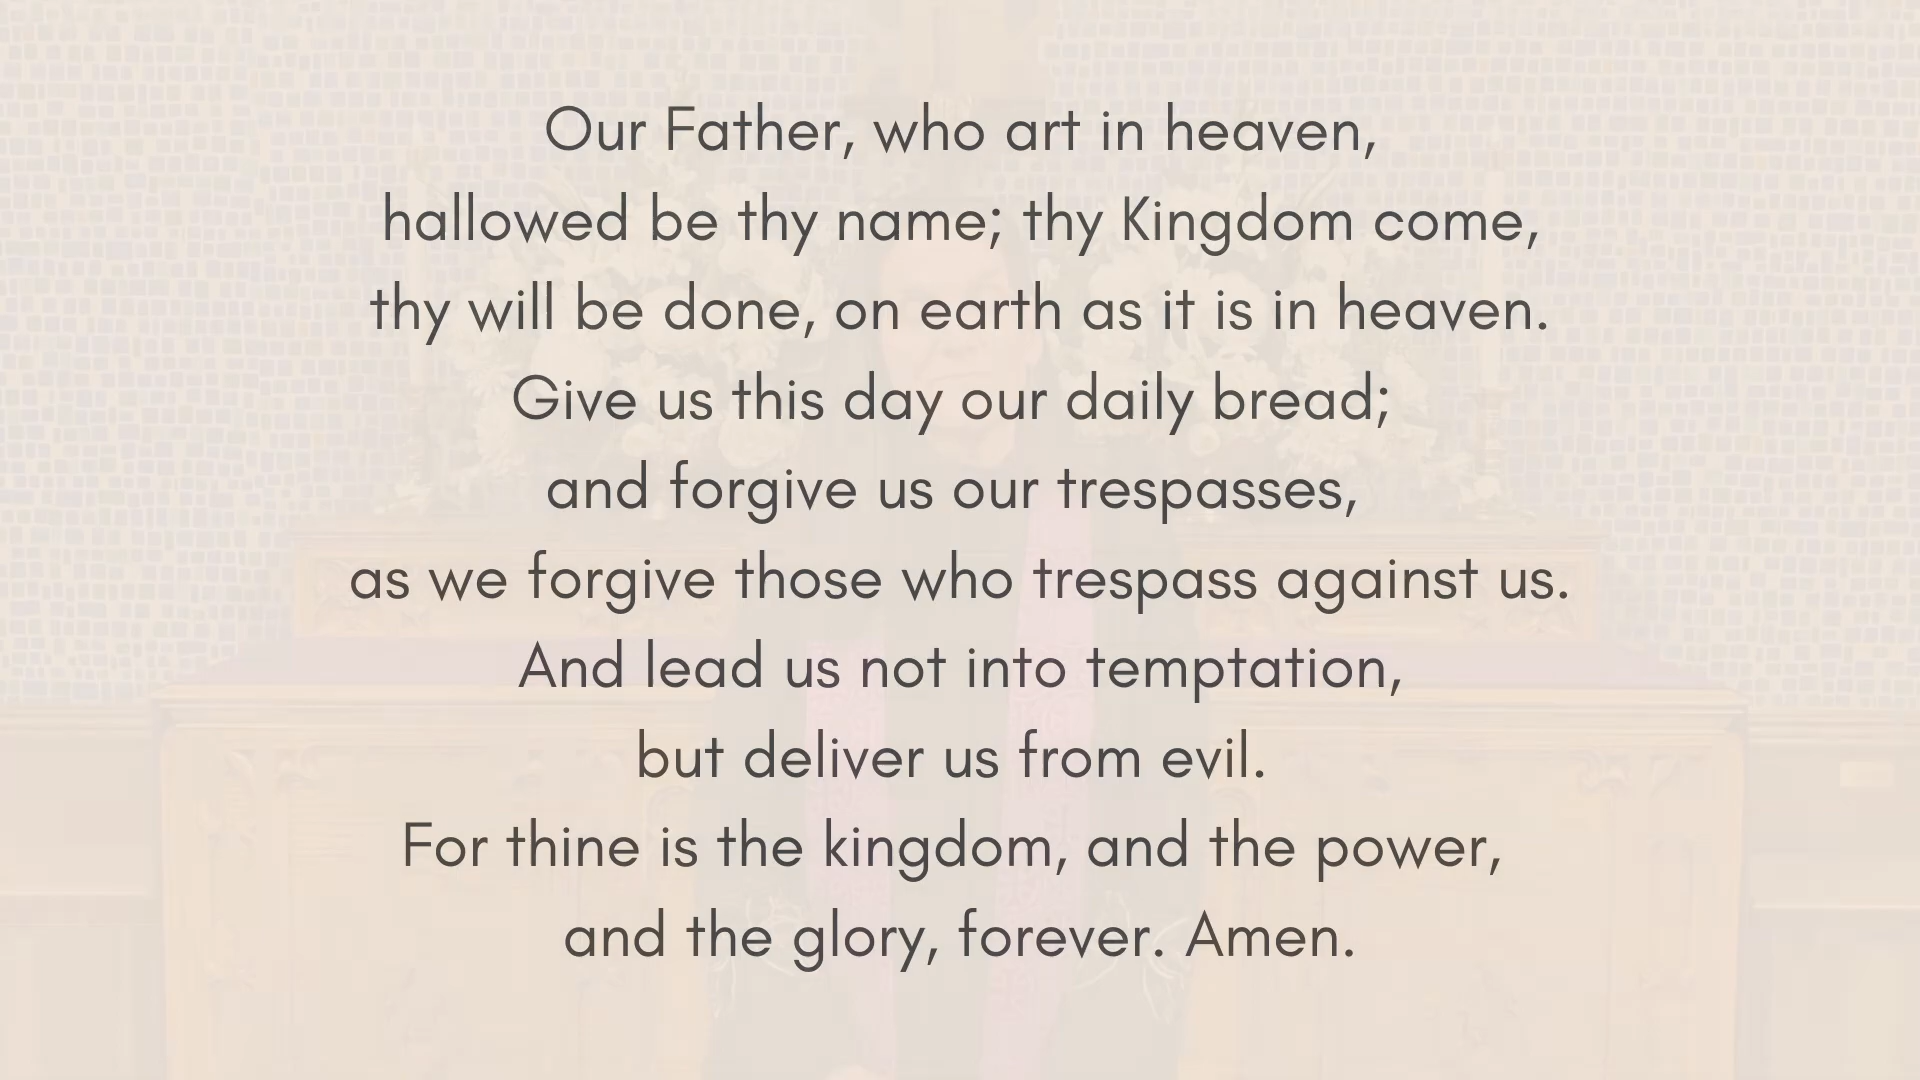 Our Father, who art in heaven,
hallowed be thy name; thy Kingdom come,
thy will be done, on earth as it is in heaven.
Give us this day our daily bread;
and forgive us our trespasses,
as we forgive those who trespass against us.
And lead us not into temptation,
but deliver us from evil.
For thine is the kingdom, and the power,
and the glory, forever. Amen.